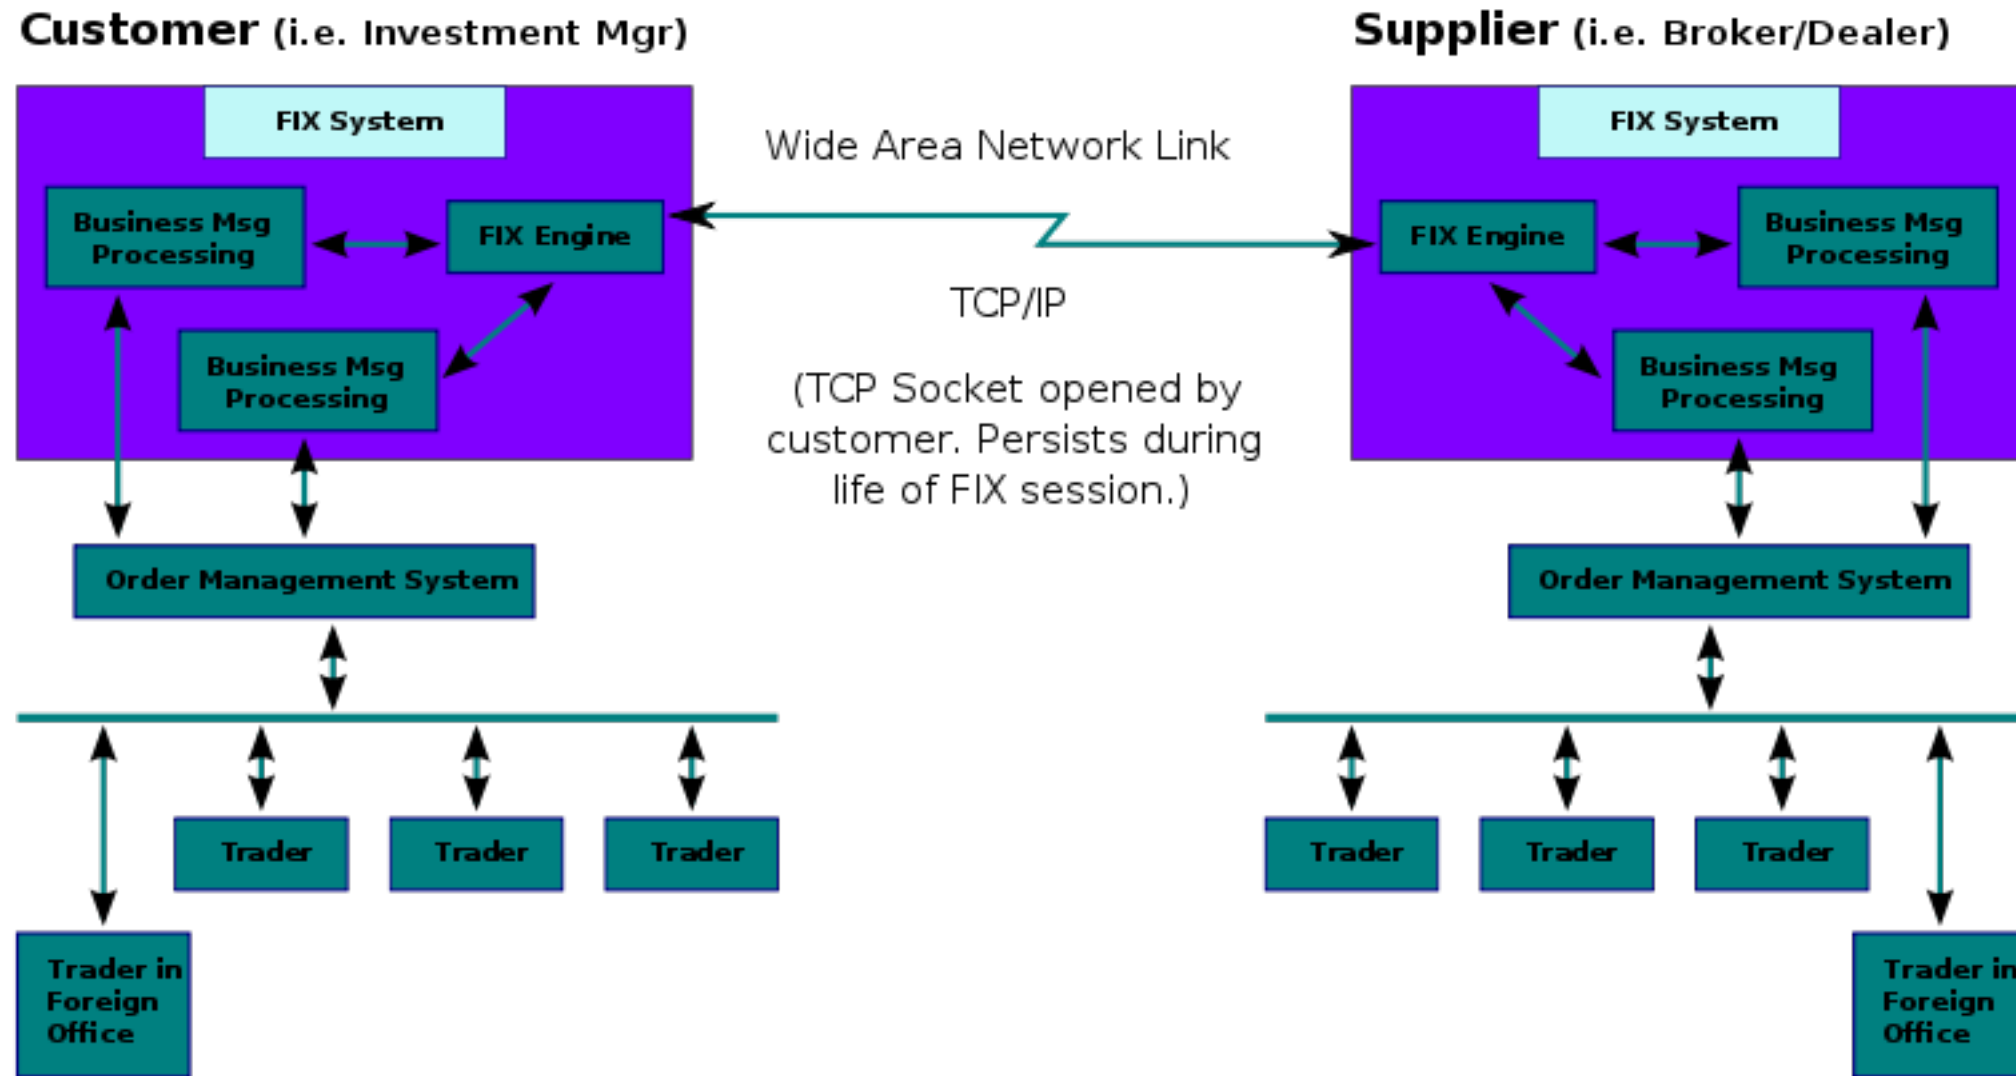 Customer (i.e. Investment Mgr)
Supplier (i.e. Broker/Dealer)
FIX System
Business Msg
Processing
FIX Engine
Business Msg
Processing
Wide Area Network Link
TCP/IP
(TCP Socket opened by
customer. Persists during
life of FIX session.)
FIX System
FIX Engine
Business Msg
Processing
Business Msg
Processing
Order Management System
Order Management System
Trader
Trader
Trader
Trader
Trader
Trader
Trader in
Foreign
Office
Trader in
Foreign
Office